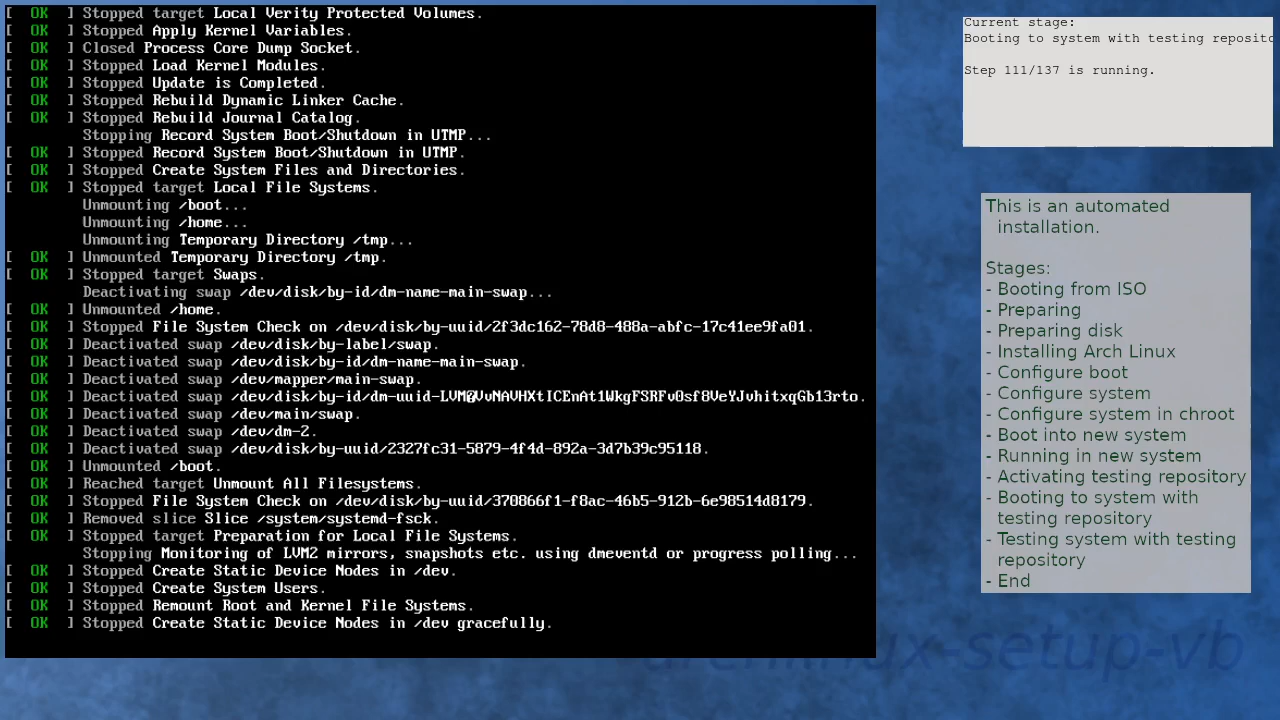 [  OK  ] Stopped target Local Verity Protected Volumes.
[  OK  ] Stopped Apply Kernel Variables.
[  OK  ] Closed Process Core Dump Socket.
[  OK  ] Stopped Load Kernel Modules.
[  OK  ] Stopped Update is Completed.
[  OK  ] Stopped Rebuild Dynamic Linker Cache.
[  OK  ] Stopped Rebuild Journal Catalog.
Stopping Record System Boot/Shutdown in UTMP...
[  OK  ] Stopped Record System Boot/Shutdown in UTMP.
[  OK  ] Stopped Create System Files and Directories.
[  OK  ] Stopped target Local File Systems.
Unmounting /boot...
Unmounting /home...
Unmounting Temporary Directory /tmp...
[  OK  ] Unmounted Temporary Directory /tmp.
[  OK  ] Stopped target Swaps.
Deactivating swap /dev/disk/by-id/dm-name-main-swap...
[  OK  ] Unmounted /home.
[  OK  ] Stopped File System Check on /dev/disk/by-uuid/2f3dc162-78d8-488a-abfc-17c41ee9fa01.
[  OK  ] Deactivated swap /dev/disk/by-label/swap.
[  OK  ] Deactivated swap /dev/disk/by-id/dm-name-main-swap.
[  OK  ] Deactivated swap /dev/mapper/main-swap.
[  OK  ] Deactivated swap
[  OK  ] Deactivated swap /dev/main/swap.
[  OK  ] Deactivated swap /dev/dm-2.
[  OK  ] Deactivated swap /dev/disk/by-uuid/2327fc31-5879-4f4d-892a-3d7b39c95118.
[  OK  ] Unmounted /boot.
[  OK  ] Reached target Unmount All Filesystems.
[  OK  ] Stopped File System Check on /dev/disk/by-uuid/370866f1-f8ac-46b5-912b-6e98514d8179.
[  OK  ] Removed slice Slice /system/systemd-fsck.
[  OK  ] Stopped target Preparation for Local File Systems.
Stopping Monitoring of LVM2 mirrors, snapshots etc. using dmeventd or progress polling...
[  OK  ] Stopped Create Static Device Nodes in /dev.
[  OK  ] Stopped Create System Users.
[  OK  ] Stopped Remount Root and Kernel File Systems.
[  OK  ] Stopped Create Static Device Nodes in /dev gracefully.
Current stage:
Booting to system with testing
Step 111/137 is running.
This is an automated
installation.
Stages:
- Booting from ISO
- Preparing
- Preparing disk
- Installing Arch Linux
- Configure boot
- Configure system
- Configure system in chroot
- Boot into new system
- Running in new system
- Activating testing repository
- Booting to system with
testing repository
- Testing system with testing
repository
- End